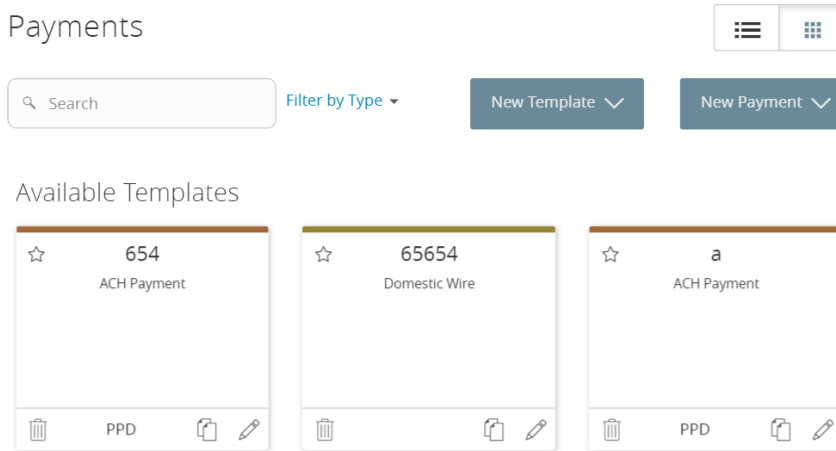 Payments
Search
Filter by Type
New Template
New Payment
Available Templates
654
ACH Payment
PPD
65654
Domestic Wire
a
ACH Payment
PPD